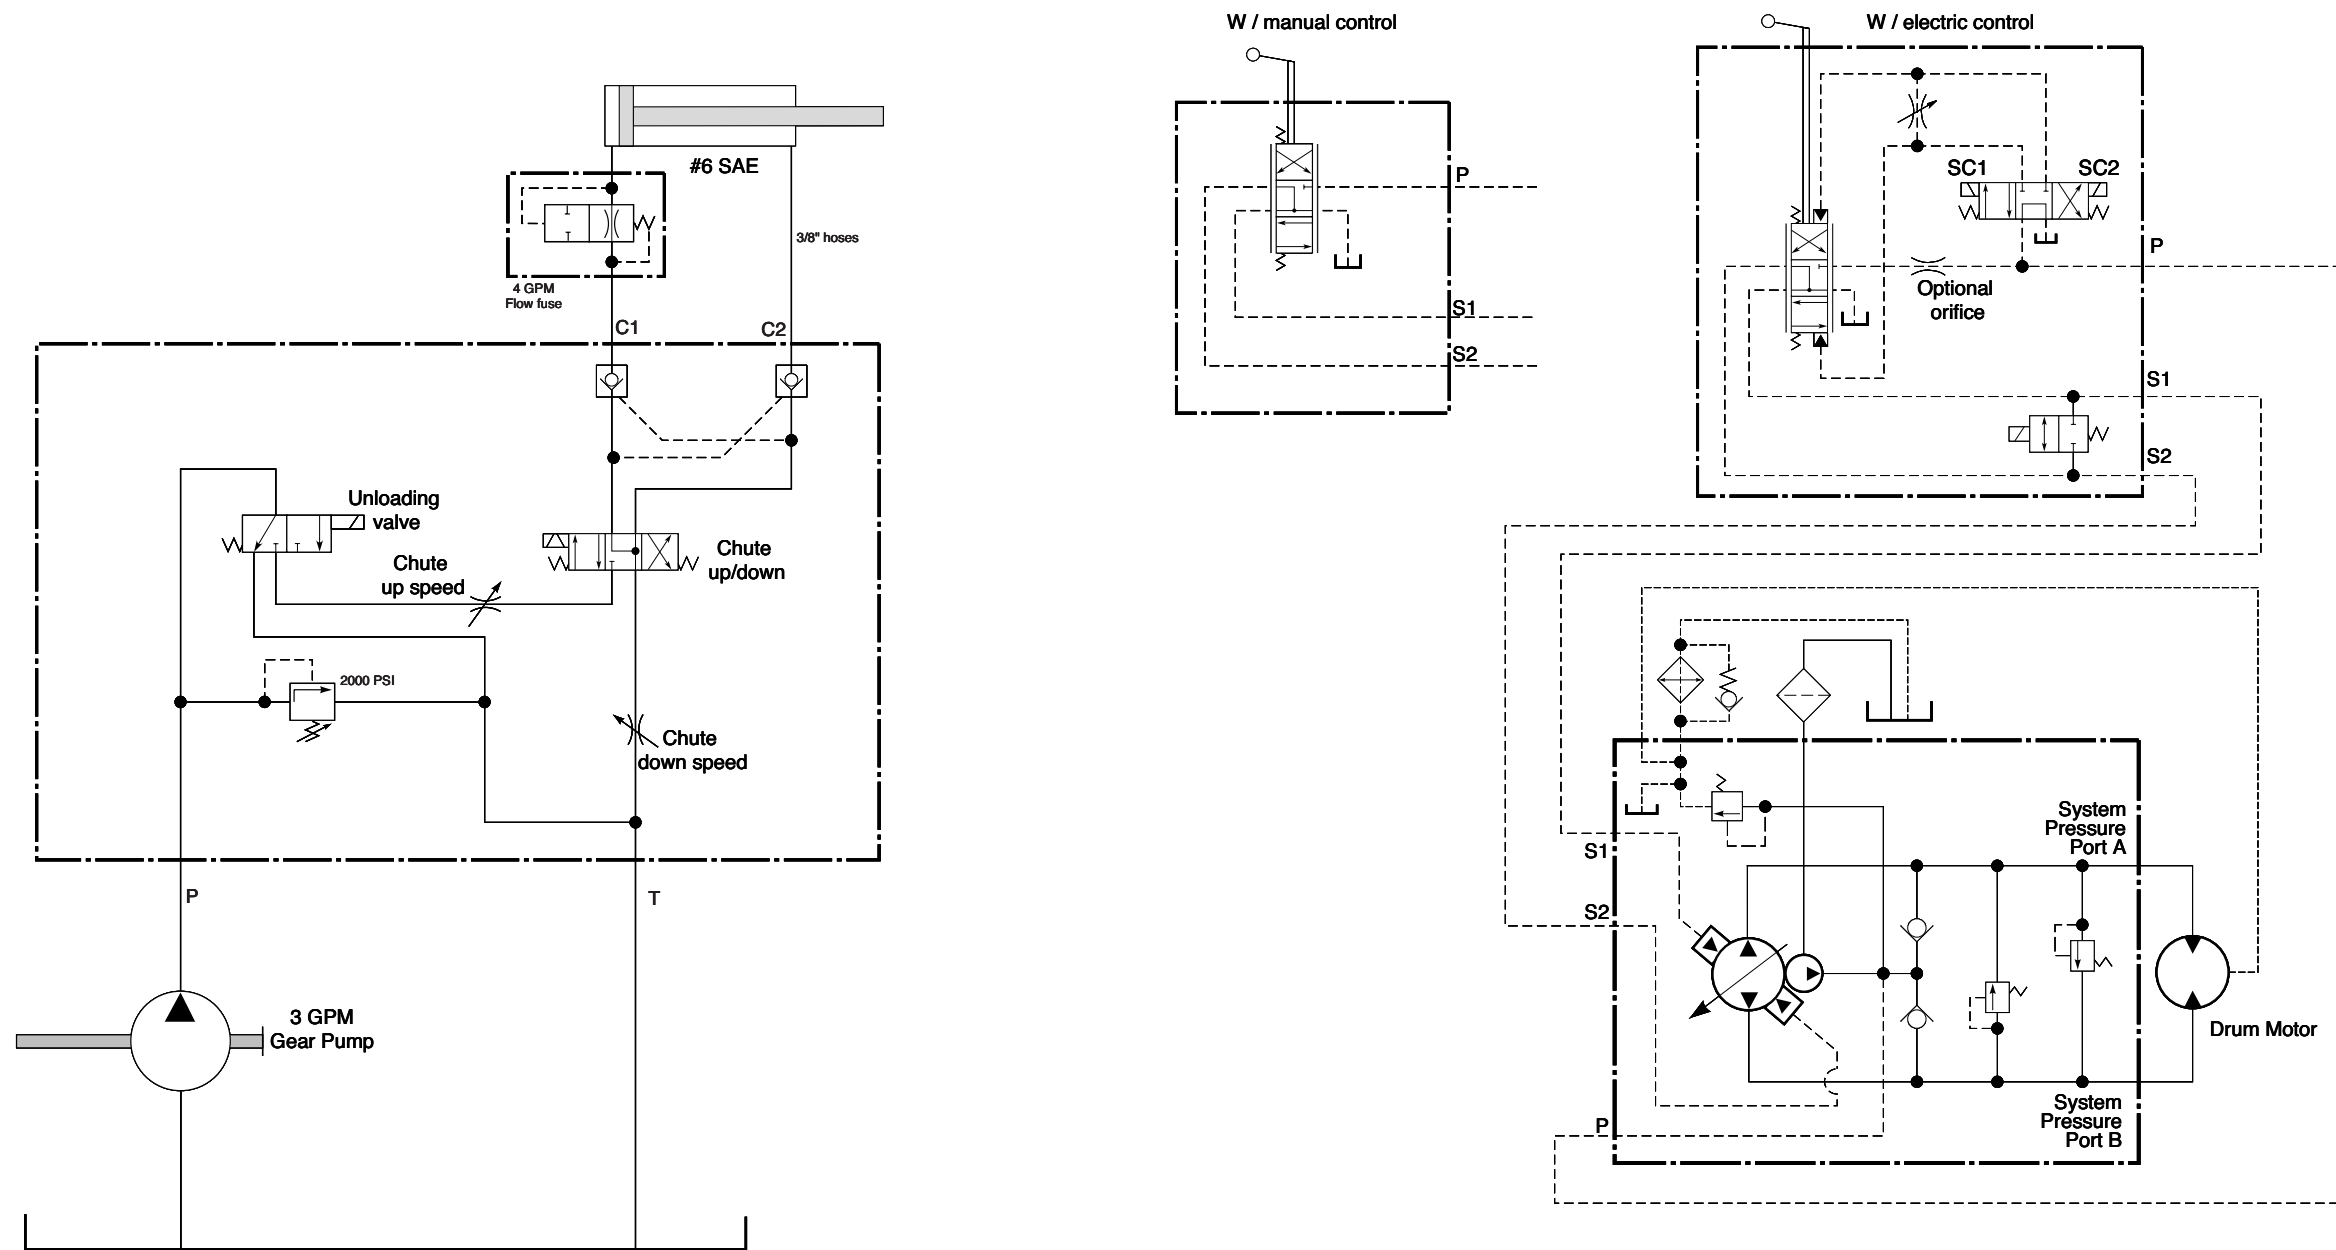 W / manual control
W / electric control
#6 SAE
3/8" hoses
4 GPM
Flow fuse
C1
C2
Unloading
valve
Chute
up speed
Chute
up/down
2000 PSI
Chute
down speed
P
T
3 GPM
Gear Pump
P
S1
S2
SC1
SC2
P
Optional
orifice
S1
S2
System
Pressure
Port A
S1
S2
Drum Motor
System
Pressure
Port B
P